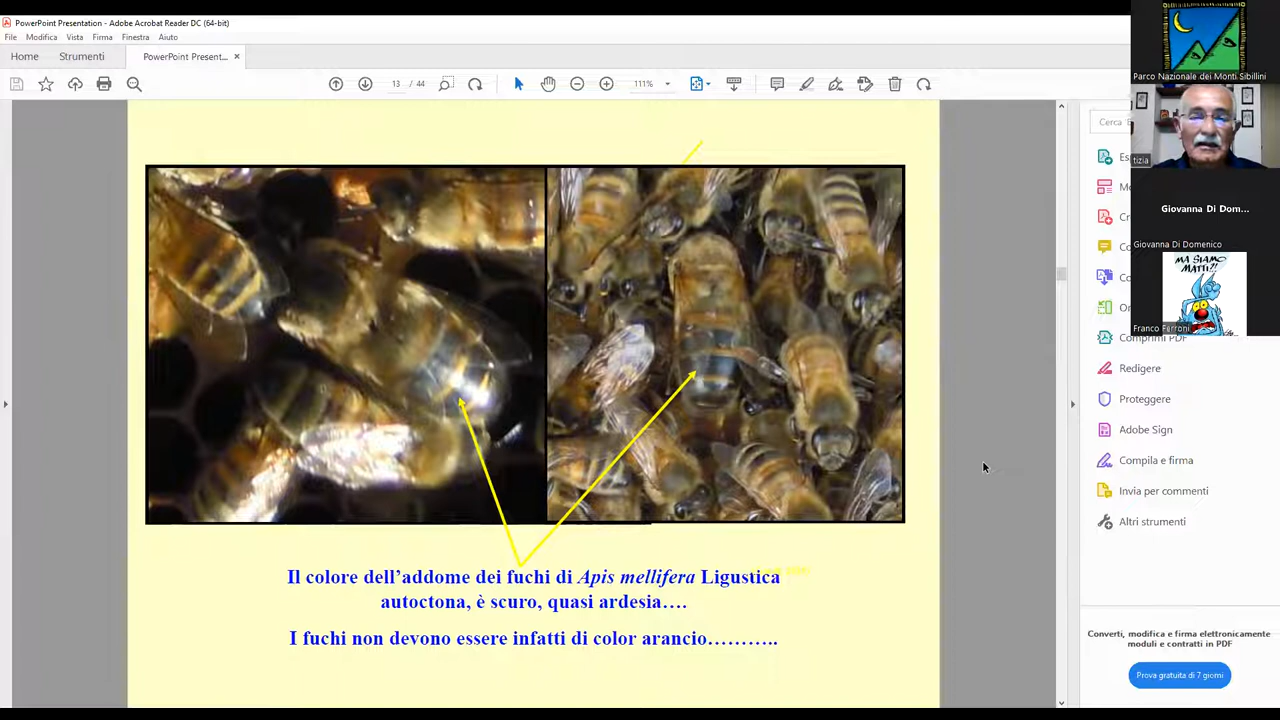 PowerPoint Presentation - Adobe Acrobat Reader DC (64-bit)
File Modifica Vista Firma Finestra Aiuto
Home Strumenti PowerPoint Present... ×
13 / 44 111%
Il colore dell’addome dei fuchi di Apis mellifera Ligustica
autoctona, è scuro, quasi ardesia….
I fuchi non devono essere infatti di color arancio………..
Cerca
Comprimi PDF
Redigere
Proteggere
Adobe Sign
Compila e firma
Invia per commenti
Altri strumenti
Converti, modifica e firma elettronicamente
moduli e contratti in PDF
Prova gratuita di 7 giorni
Parco Nazionale dei Monti Sibillini
tizia
Giovanna Di Dom...
Giovanna Di Domenico
MA SIAMO
MATTI?!
Franco Ferroni